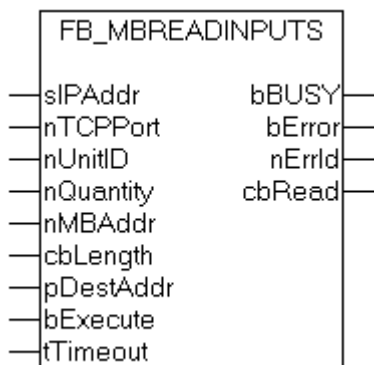 FB_MBREADINPUTS
sIPAddr bBUSY
nTCPPort bError
nUnitID nErrId
nQuantity cbRead
nMBAddr
cbLength
pDestAddr
bExecute
tTimeout